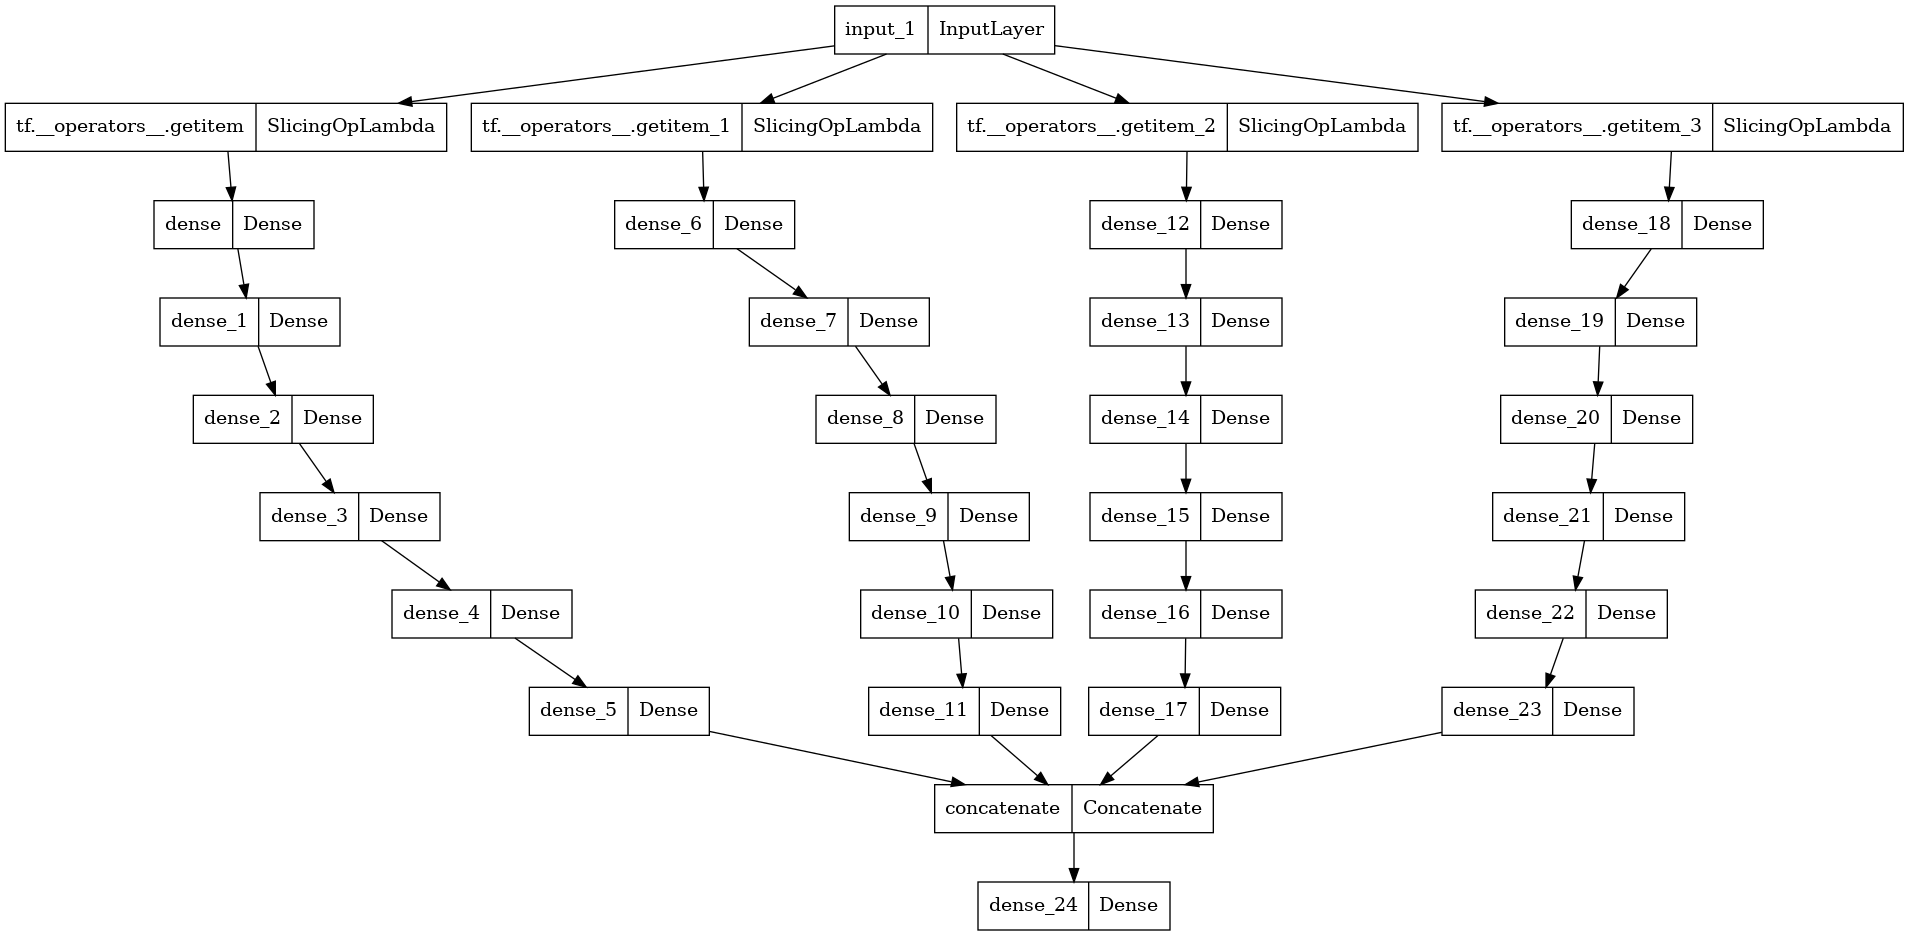 input_1 InputLayer
tf.__operators__.getitem SlicingOpLambda tf.__operators__.getitem_1 SlicingOpLambda tf.__operators__.getitem_2 SlicingOpLambda tf.__operators__.getitem_3 SlicingOpLambda
dense Dense dense_6 Dense dense_12 Dense dense_18 Dense
dense_1 Dense dense_7 Dense dense_13 Dense dense_19 Dense
dense_2 Dense dense_8 Dense dense_14 Dense dense_20 Dense
dense_3 Dense dense_9 Dense dense_15 Dense dense_21 Dense
dense_4 Dense dense_10 Dense dense_16 Dense dense_22 Dense
dense_5 Dense dense_11 Dense dense_17 Dense dense_23 Dense
concatenate Concatenate
dense_24 Dense